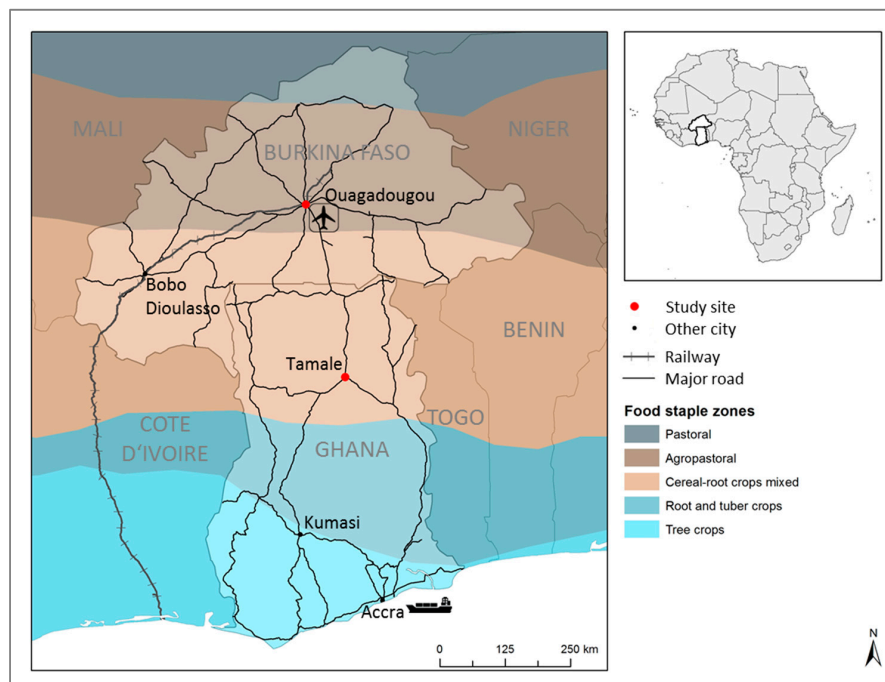 MALI
NIGER
BURKINA FASO
Ouagadougou
Bobo
Dioulasso
BENIN
Tamale
TOGO
COTE
D'IVOIRE
GHANA
Kumasi
Accra
0 125 250 km
Study site
Other city
Railway
Major road
Food staple zones
Pastoral
Agropastoral
Cereal-root crops mixed
Root and tuber crops
Tree crops
N